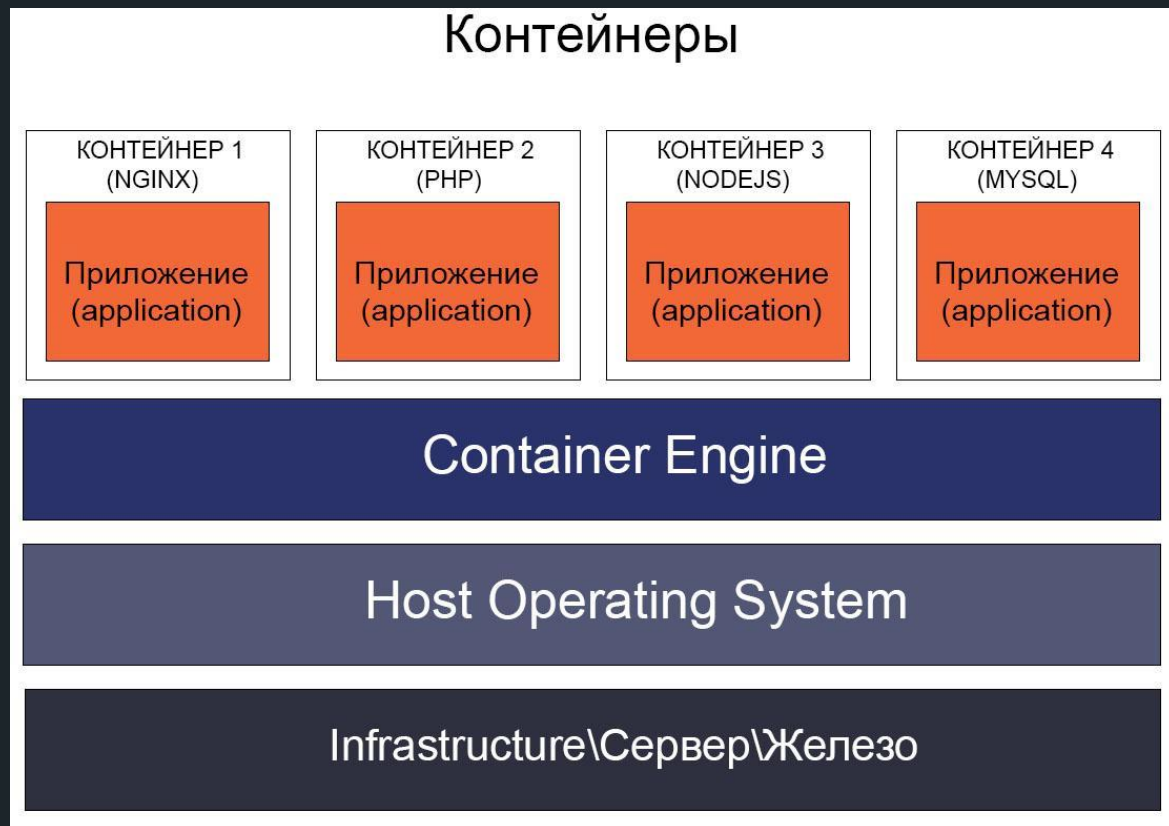 Контейнеры
КОНТЕЙНЕР 1
(NGINX)
Приложение
(application)
КОНТЕЙНЕР 2
(PHP)
Приложение
(application)
КОНТЕЙНЕР 3
(NODEJS)
Приложение
(application)
КОНТЕЙНЕР 4
(MYSQL)
Приложение
(application)
Container Engine
Host Operating System
Infrastructure\Сервер\Железо